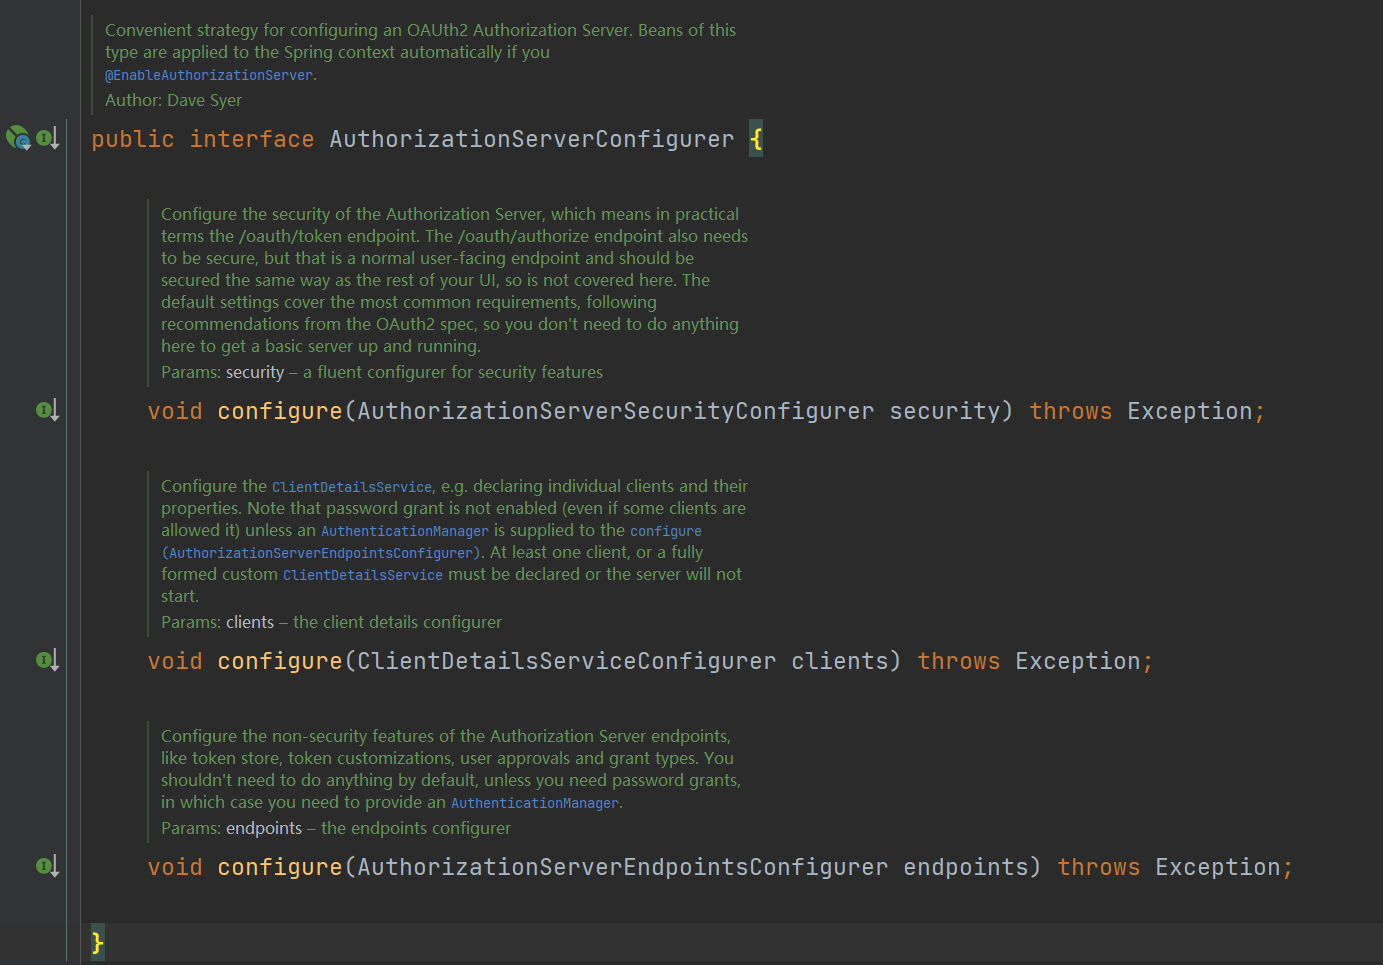 Convenient strategy for configuring an OAUth2 Authorization Server. Beans of this
type are applied to the Spring context automatically if you
@EnableAuthorizationServer.
Author: Dave Syer
public interface AuthorizationServerConfigurer {
Configure the security of the Authorization Server, which means in practical
terms the /oauth/token endpoint. The /oauth/authorize endpoint also needs
to be secure, but that is a normal user-facing endpoint and should be
secured the same way as the rest of your UI, so is not covered here. The
default settings cover the most common requirements, following
recommendations from the OAuth2 spec, so you don't need to do anything
here to get a basic server up and running.
Params: security – a fluent configurer for security features
void configure(AuthorizationServerSecurityConfigurer security) throws Exception;
Configure the ClientDetailsService, e.g. declaring individual clients and their
properties. Note that password grant is not enabled (even if some clients are
allowed it) unless an AuthenticationManager is supplied to the configure
(AuthorizationServerEndpointsConfigurer). At least one client, or a fully
formed custom ClientDetailsService must be declared or the server will not
start.
Params: clients – the client details configurer
void configure(ClientDetailsServiceConfigurer clients) throws Exception;
Configure the non-security features of the Authorization Server endpoints,
like token store, token customizations, user approvals and grant types. You
shouldn't need to do anything by default, unless you need password grants,
in which case you need to provide an AuthenticationManager.
Params: endpoints – the endpoints configurer
void configure(AuthorizationServerEndpointsConfigurer endpoints) throws Exception;
}